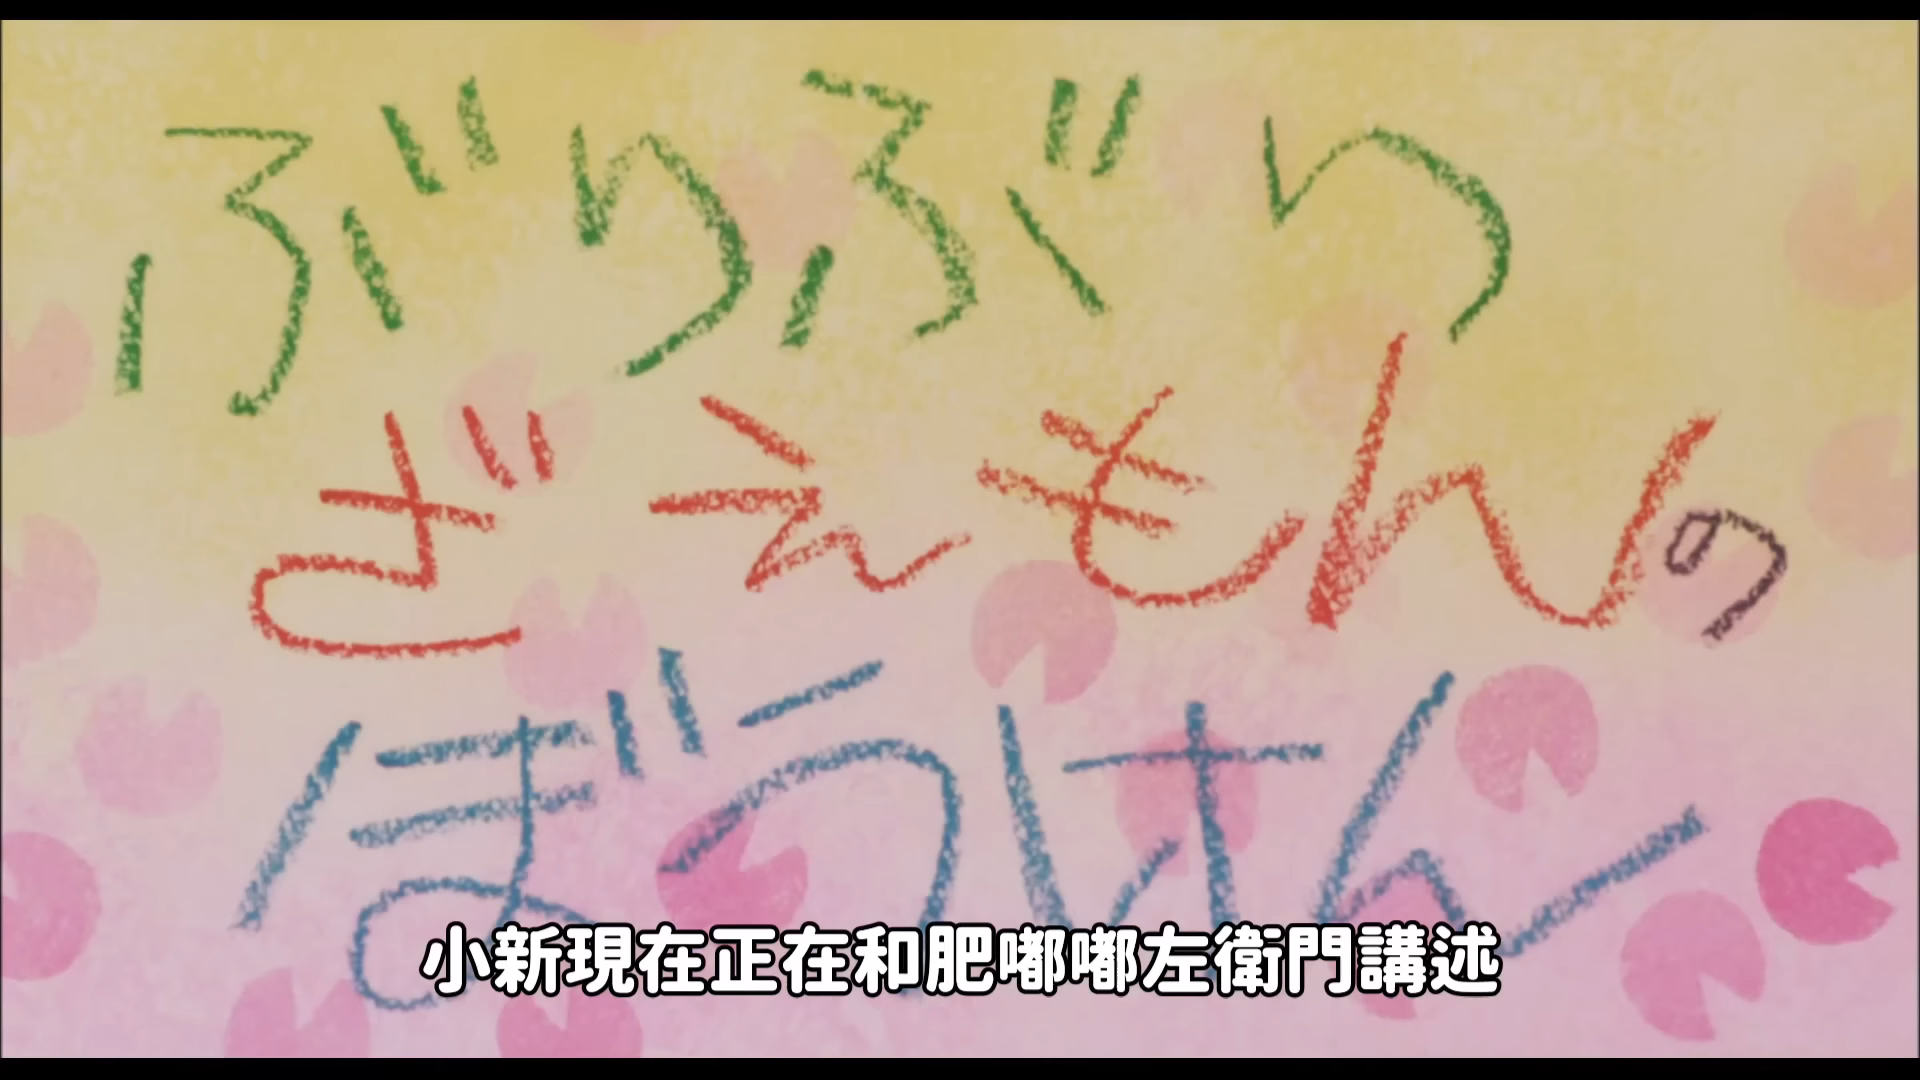 ぶりぶり
ざえもんの
ぼうけん
小新現在正在和肥嘟嘟左衛門講述